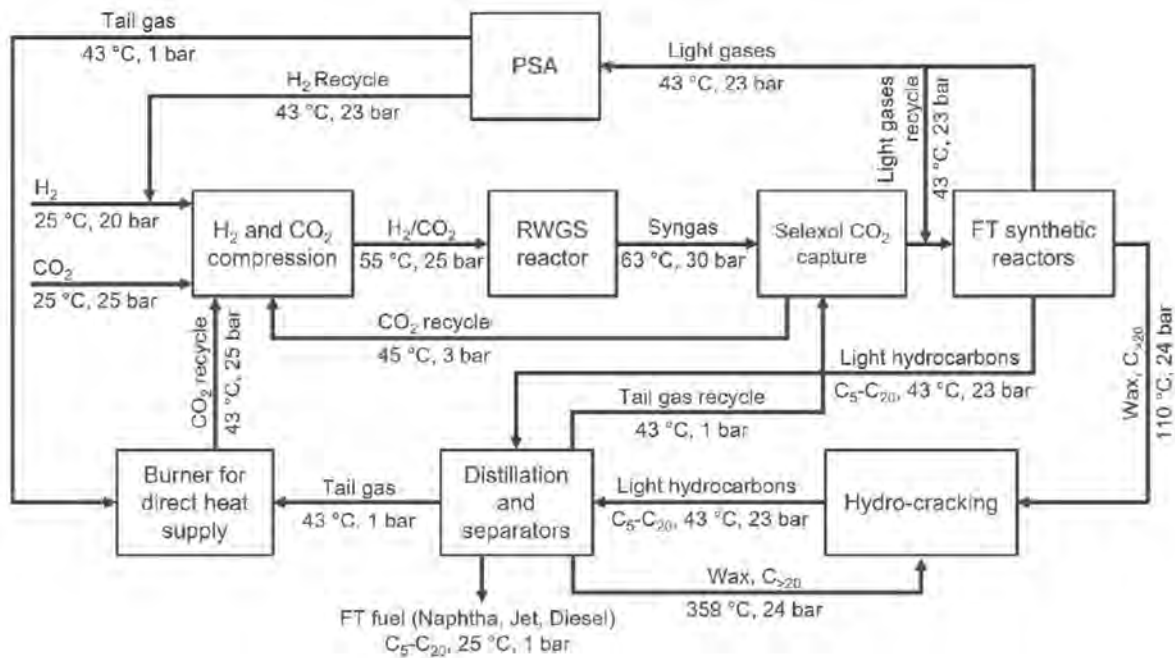 Tail gas
43 °C, 1 bar
PSA
Light gases
43 °C, 23 bar
H₂ Recycle
43 °C, 23 bar
Light gases
recycle
43 °C, 23 bar
H₂
25 °C, 20 bar
H₂ and CO₂
compression
H₂/CO₂
55 °C, 25 bar
RWGS
reactor
Syngas
63 °C, 30 bar
Selexol CO₂
capture
FT synthetic
reactors
CO₂
25 °C, 25 bar
CO₂ recycle
43 °C, 25 bar
CO₂ recycle
45 °C, 3 bar
Light hydrocarbons
C₅-C₂₀, 43 °C, 23 bar
Wax, C>₂₀
110 °C, 24 bar
Tail gas recycle
43 °C, 1 bar
Burner for
direct heat
supply
Tail gas
43 °C, 1 bar
Distillation
and
separators
Light hydrocarbons
C₅-C₂₀, 43 °C, 23 bar
Hydro-cracking
Wax, C>₂₀
358 °C, 24 bar
FT fuel (Naphtha, Jet, Diesel)
C₅-C₂₀, 25 °C, 1 bar